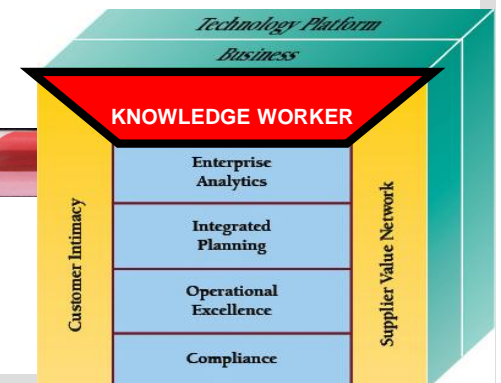 Technology Platform
Business
KNOWLEDGE WORKER
Enterprise
Analytics
Integrated
Planning
Operational
Excellence
Compliance
Customer Intimacy
Supplier Value Network